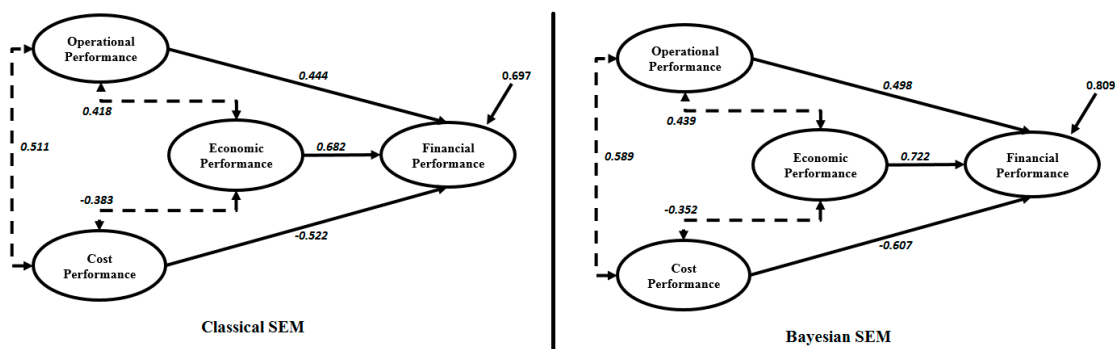 Operational
Performance
0.444
0.697
0.418
0.511
Economic
Performance
0.682
Financial
Performance
-0.383
-0.522
Cost
Performance
Classical SEM
Operational
Performance
0.498
0.809
0.439
0.589
Economic
Performance
0.722
Financial
Performance
-0.352
-0.607
Cost
Performance
Bayesian SEM